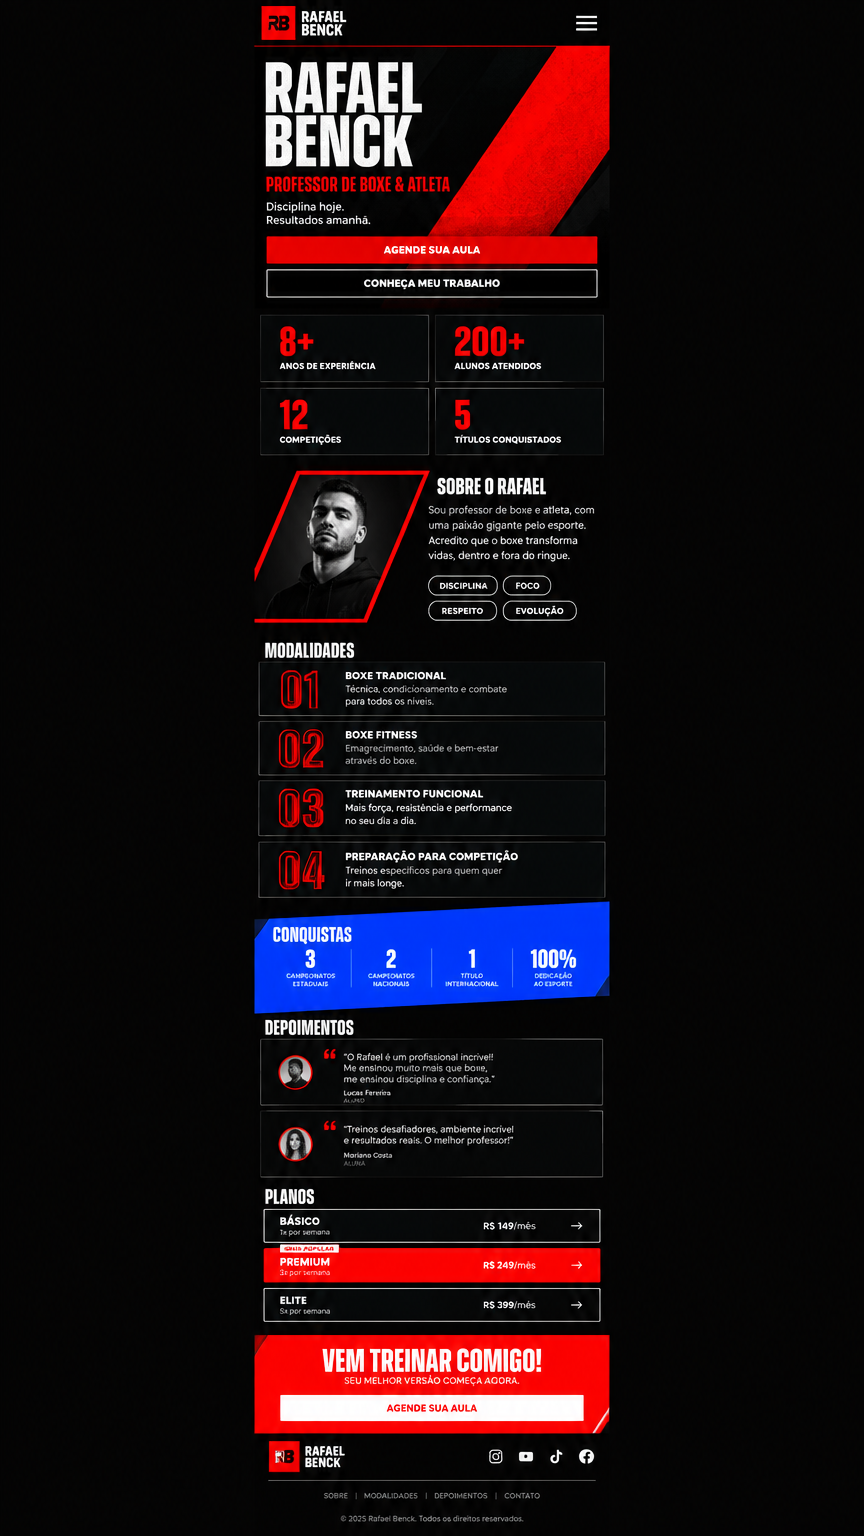 RB
RAFAEL
BENCK
RAFAEL
BENCK
PROFESSOR DE BOXE & ATLETA
Disciplina hoje.
Resultados amanhã.
AGENDE SUA AULA
CONHEÇA MEU TRABALHO
8+
ANOS DE EXPERIÊNCIA
200+
ALUNOS ATENDIDOS
12
COMPETIÇÕES
5
TÍTULOS CONQUISTADOS
SOBRE O RAFAEL
Sou professor de boxe e atleta, com
uma paixão gigante pelo esporte.
Acredito que o boxe transforma
vidas, dentro e fora do ringue.
DISCIPLINA
FOCO
RESPEITO
EVOLUÇÃO
MODALIDADES
01
BOXE TRADICIONAL
Técnica, condicionamento e combate
para todos os níveis.
02
BOXE FITNESS
Emagrecimento, saúde e bem-estar
através do boxe.
03
TREINAMENTO FUNCIONAL
Mais força, resistência e performance
no seu dia a dia.
04
PREPARAÇÃO PARA COMPETIÇÃO
Treinos específicos para quem quer
ir mais longe.
CONQUISTAS
3
CAMPEONATOS
ESTADUAIS
2
CAMPEONATOS
NACIONAIS
1
TÍTULO
INTERNACIONAL
100%
DEDICAÇÃO
AO ESPORTE
DEPOIMENTOS
“O Rafael é um profissional incrível!
Me ensinou muito mais que boxe,
me ensinou disciplina e confiança.”
Lucas
“Treinos desafiadores, ambiente incrível
e resultados reais. O melhor professor!”
Mariana Costa
ALUNA
PLANOS
BÁSICO
1x por semana
R$ 149/mês →
PREMIUM
3x por semana
R$ 249/mês →
ELITE
5x por semana
R$ 399/mês →
VEM TREINAR COMIGO!
SEU MELHOR VERSÃO COMEÇA AGORA.
AGENDE SUA AULA
RAFAEL
BENCK
SOBRE | MODALIDADES | DEPOIMENTOS | CONTATO
© 2025 Rafael Benck. Todos os direitos reservados.